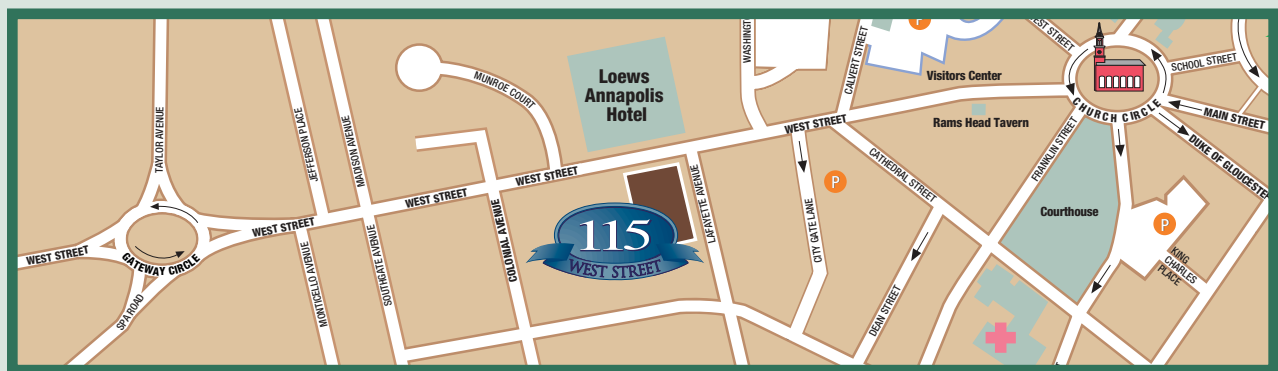 TAYLOR AVENUE
JEFFERSON PLACE
MADISON AVENUE
MUNROE COURT
Loews
Annapolis
Hotel
WASHINGT
P
CALVERT STREET
Visitors Center
Rams Head Tavern
EST STREET
CHURCH CIRCLE
SCHOOL STREET
MAIN STREET
DUKE OF GLOUCESTER
WEST STREET
WEST STREET
WEST STREET
WEST STREET
WEST STREET
GATEWAY CIRCLE
SPA ROAD
MONTICELLO AVENUE
SOUTHGATE AVENUE
COLONIAL AVENUE
115
WEST STREET
LAFAYETTE AVENUE
CITY GATE LANE
P
CATHEDRAL STREET
DEAN STREET
FRANKLIN STREET
Courthouse
P
KING
CHARLES
PLACE